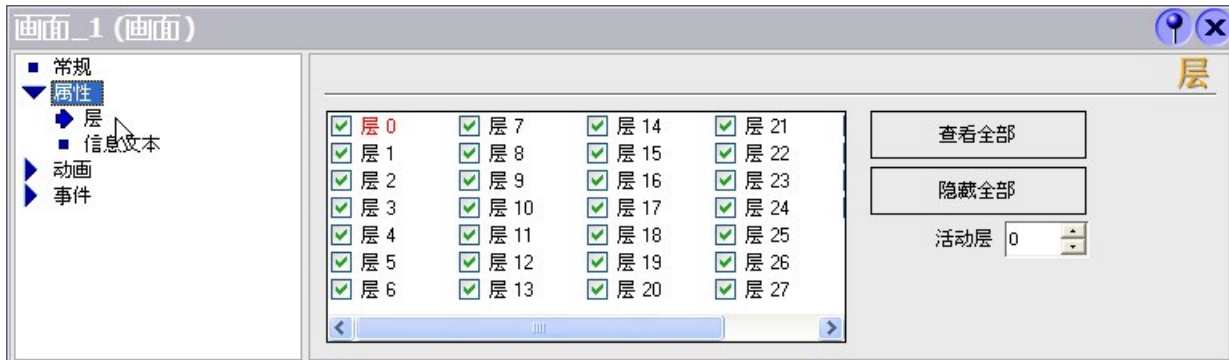 画面_1 (画面)
常规
属性
层
信息文本
动画
事件
层
层 0 层 7 层 14 层 21
层 1 层 8 层 15 层 22
层 2 层 9 层 16 层 23
层 3 层 10 层 17 层 24
层 4 层 11 层 18 层 25
层 5 层 12 层 19 层 26
层 6 层 13 层 20 层 27
查看全部
隐藏全部
活动层 0